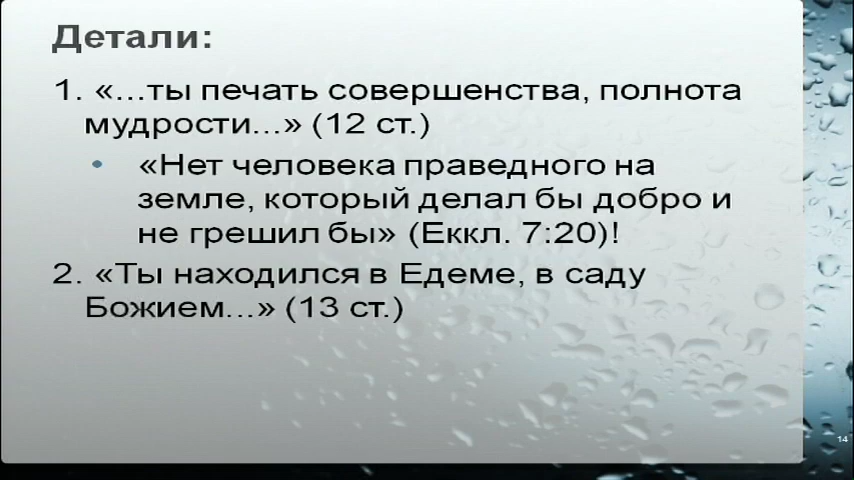 Детали:
1. «...ты печать совершенства, полнота
мудрости...» (12 ст.)
• «Нет человека праведного на
земле, который делал бы добро и
не грешил бы» (Еккл. 7:20)!
2. «Ты находился в Едеме, в саду
Божием...» (13 ст.)
14